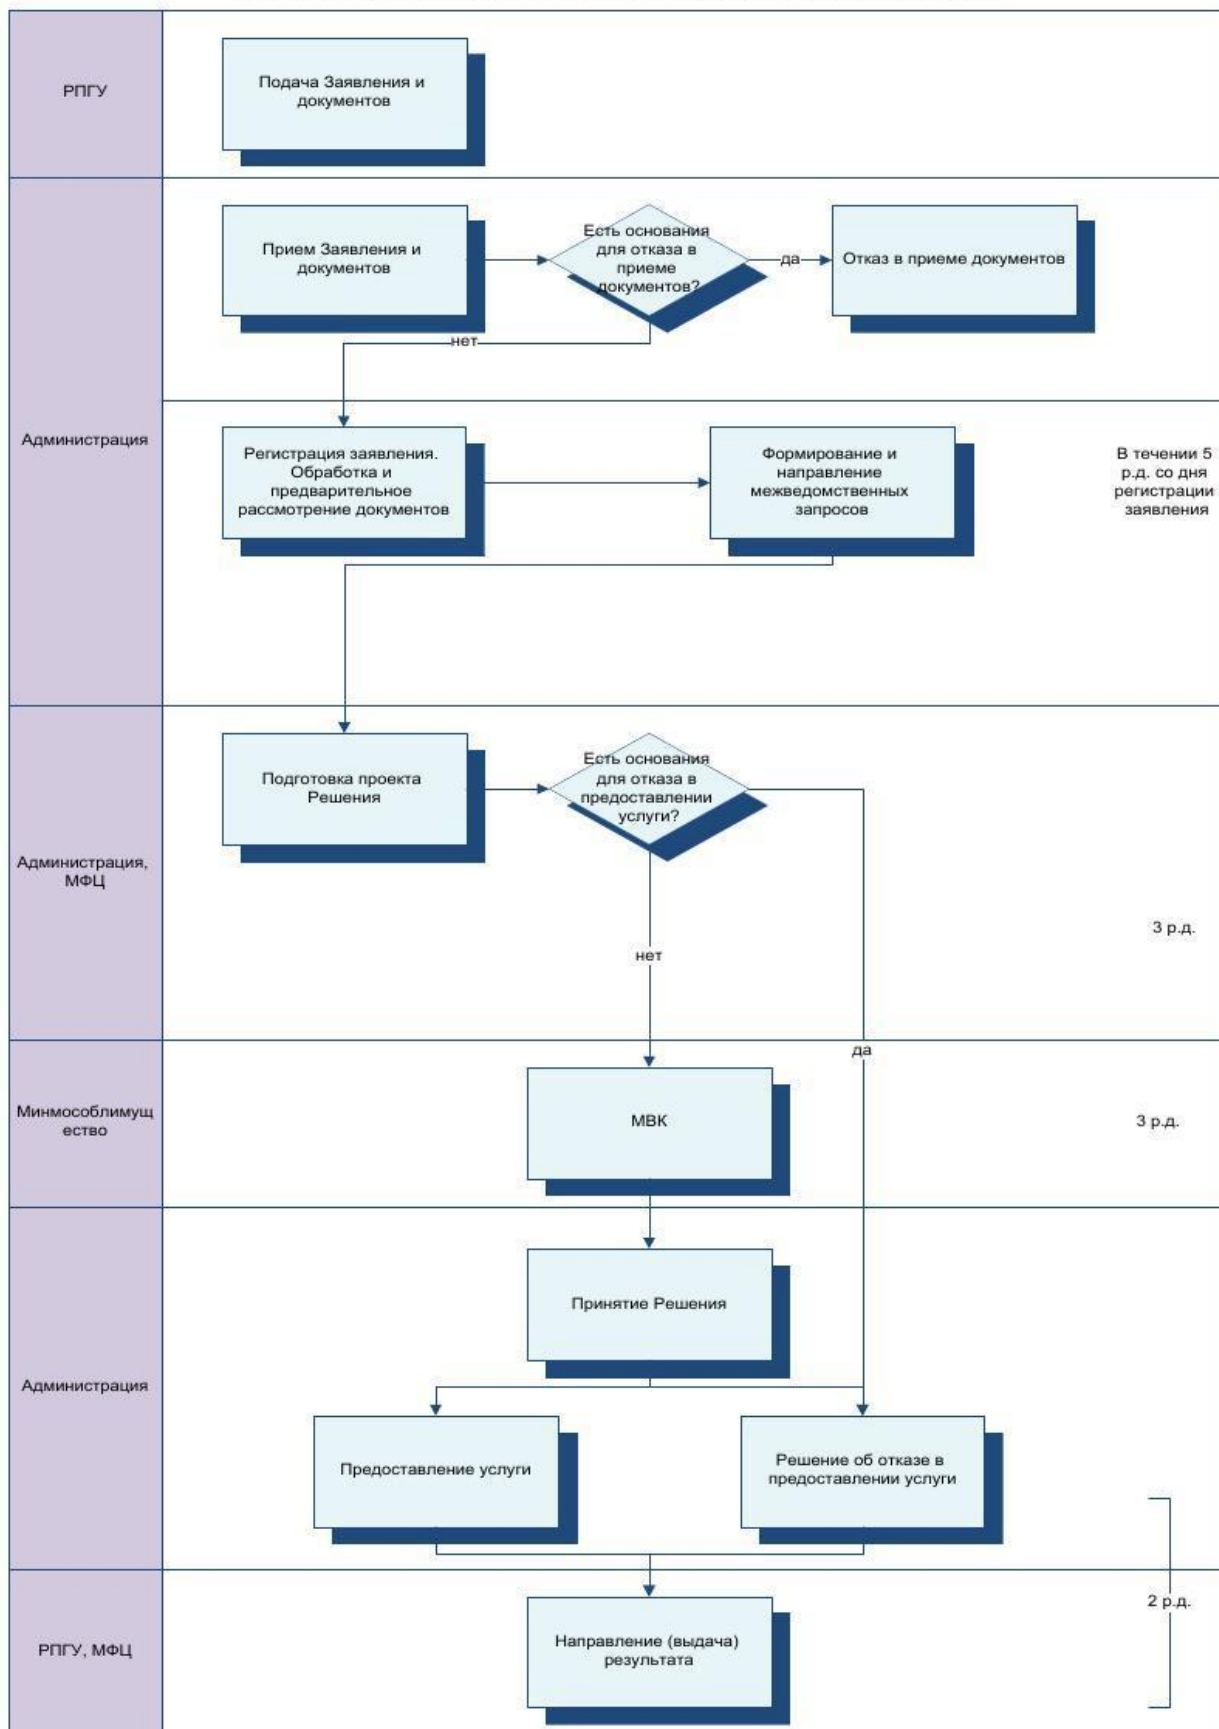 РПГУ
Подача Заявления и
документов
Администрация
Прием Заявления и
документов
Есть основания
для отказа в
приеме
документов?
да
Отказ в приеме документов
нет
Регистрация заявления.
Обработка и
предварительное
рассмотрение документов
Формирование и
направление
межведомственных
запросов
В течении 5
р.д. со дня
регистрации
заявления
Администрация,
МФЦ
Подготовка проекта
Решения
Есть основания
для отказа в
предоставлении
услуги?
3 р.д.
нет
да
Минмособлимущ
ество
МВК
3 р.д.
Администрация
Принятие Решения
Предоставление услуги
Решение об отказе в
предоставлении услуги
2 р.д.
РПГУ, МФЦ
Направление (выдача)
результата